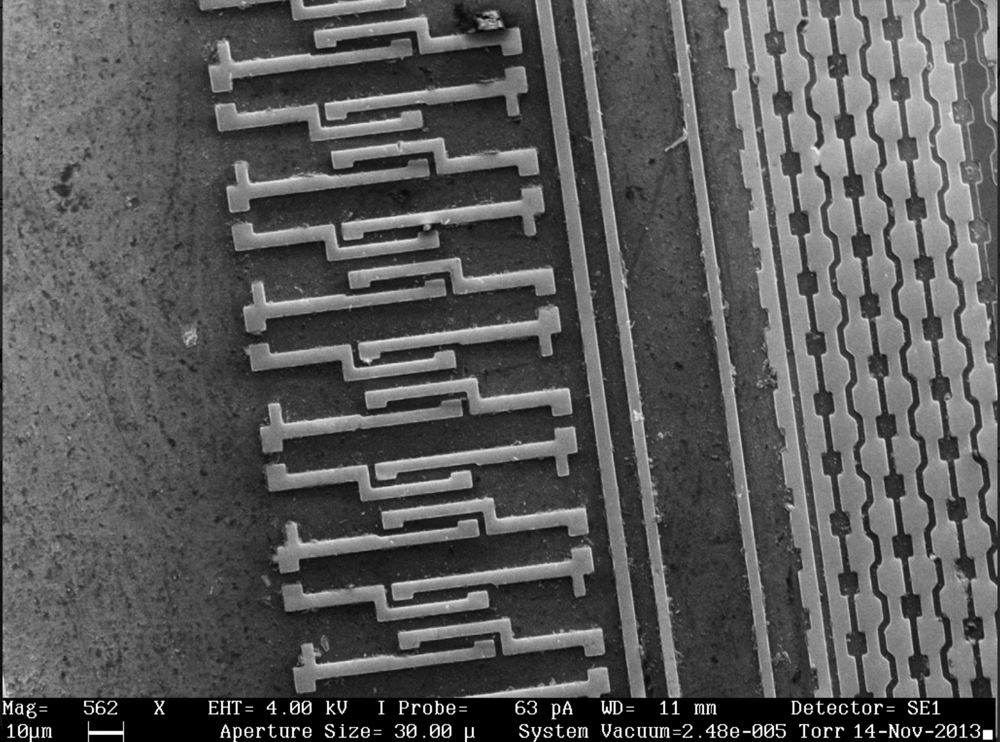 Mag= 562 X EHT= 4.00 kV I Probe= 63 pA WD= 11 mm Detector= SE1
10µm Aperture Size= 30.00 µ System Vacuum=2.48e-005 Torr 14-Nov-2013